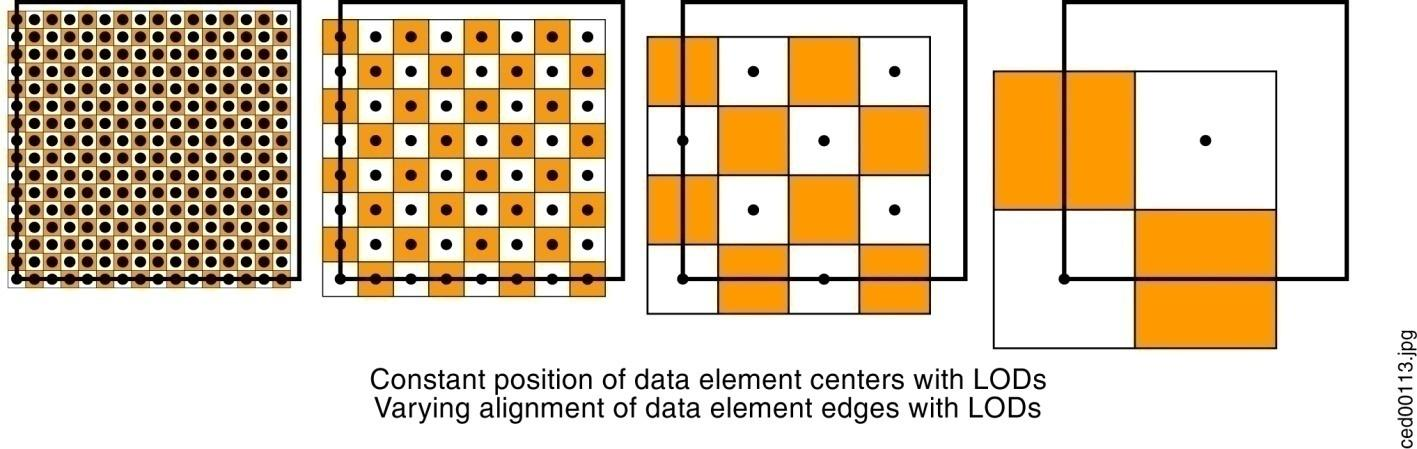 Constant position of data element centers with LODs
Varying alignment of data element edges with LODs
ced00113.jpg